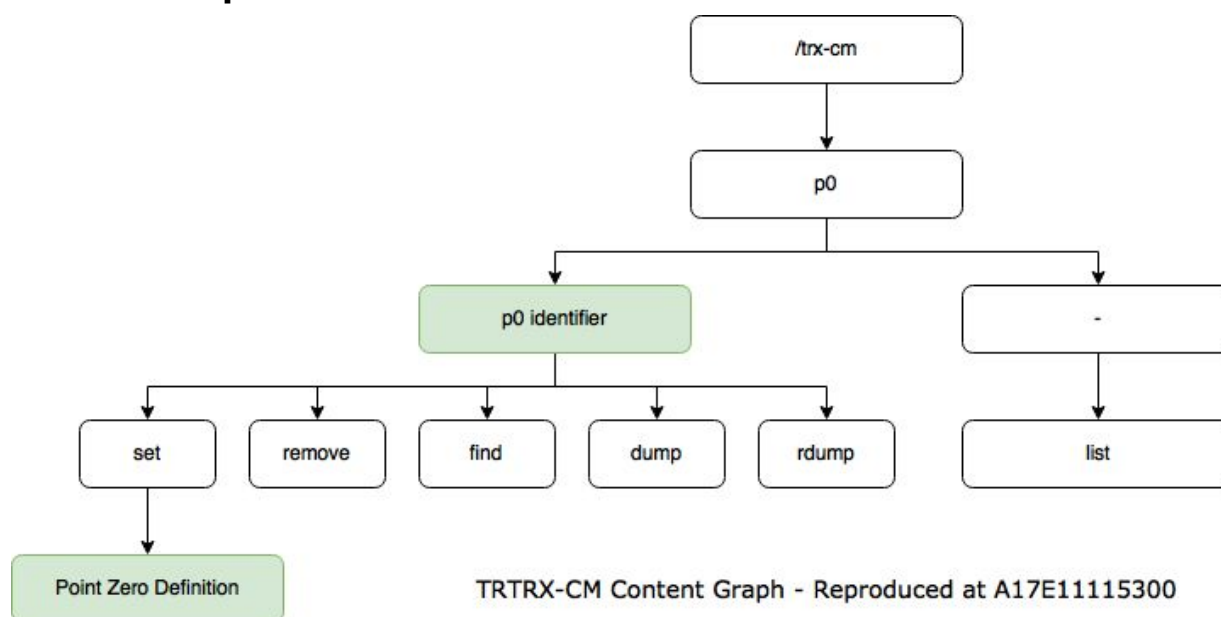 /trx-cm
p0
p0 identifier
-
set
remove
find
dump
rdump
list
Point Zero Definition
TRTRX-CM Content Graph - Reproduced at A17E11115300